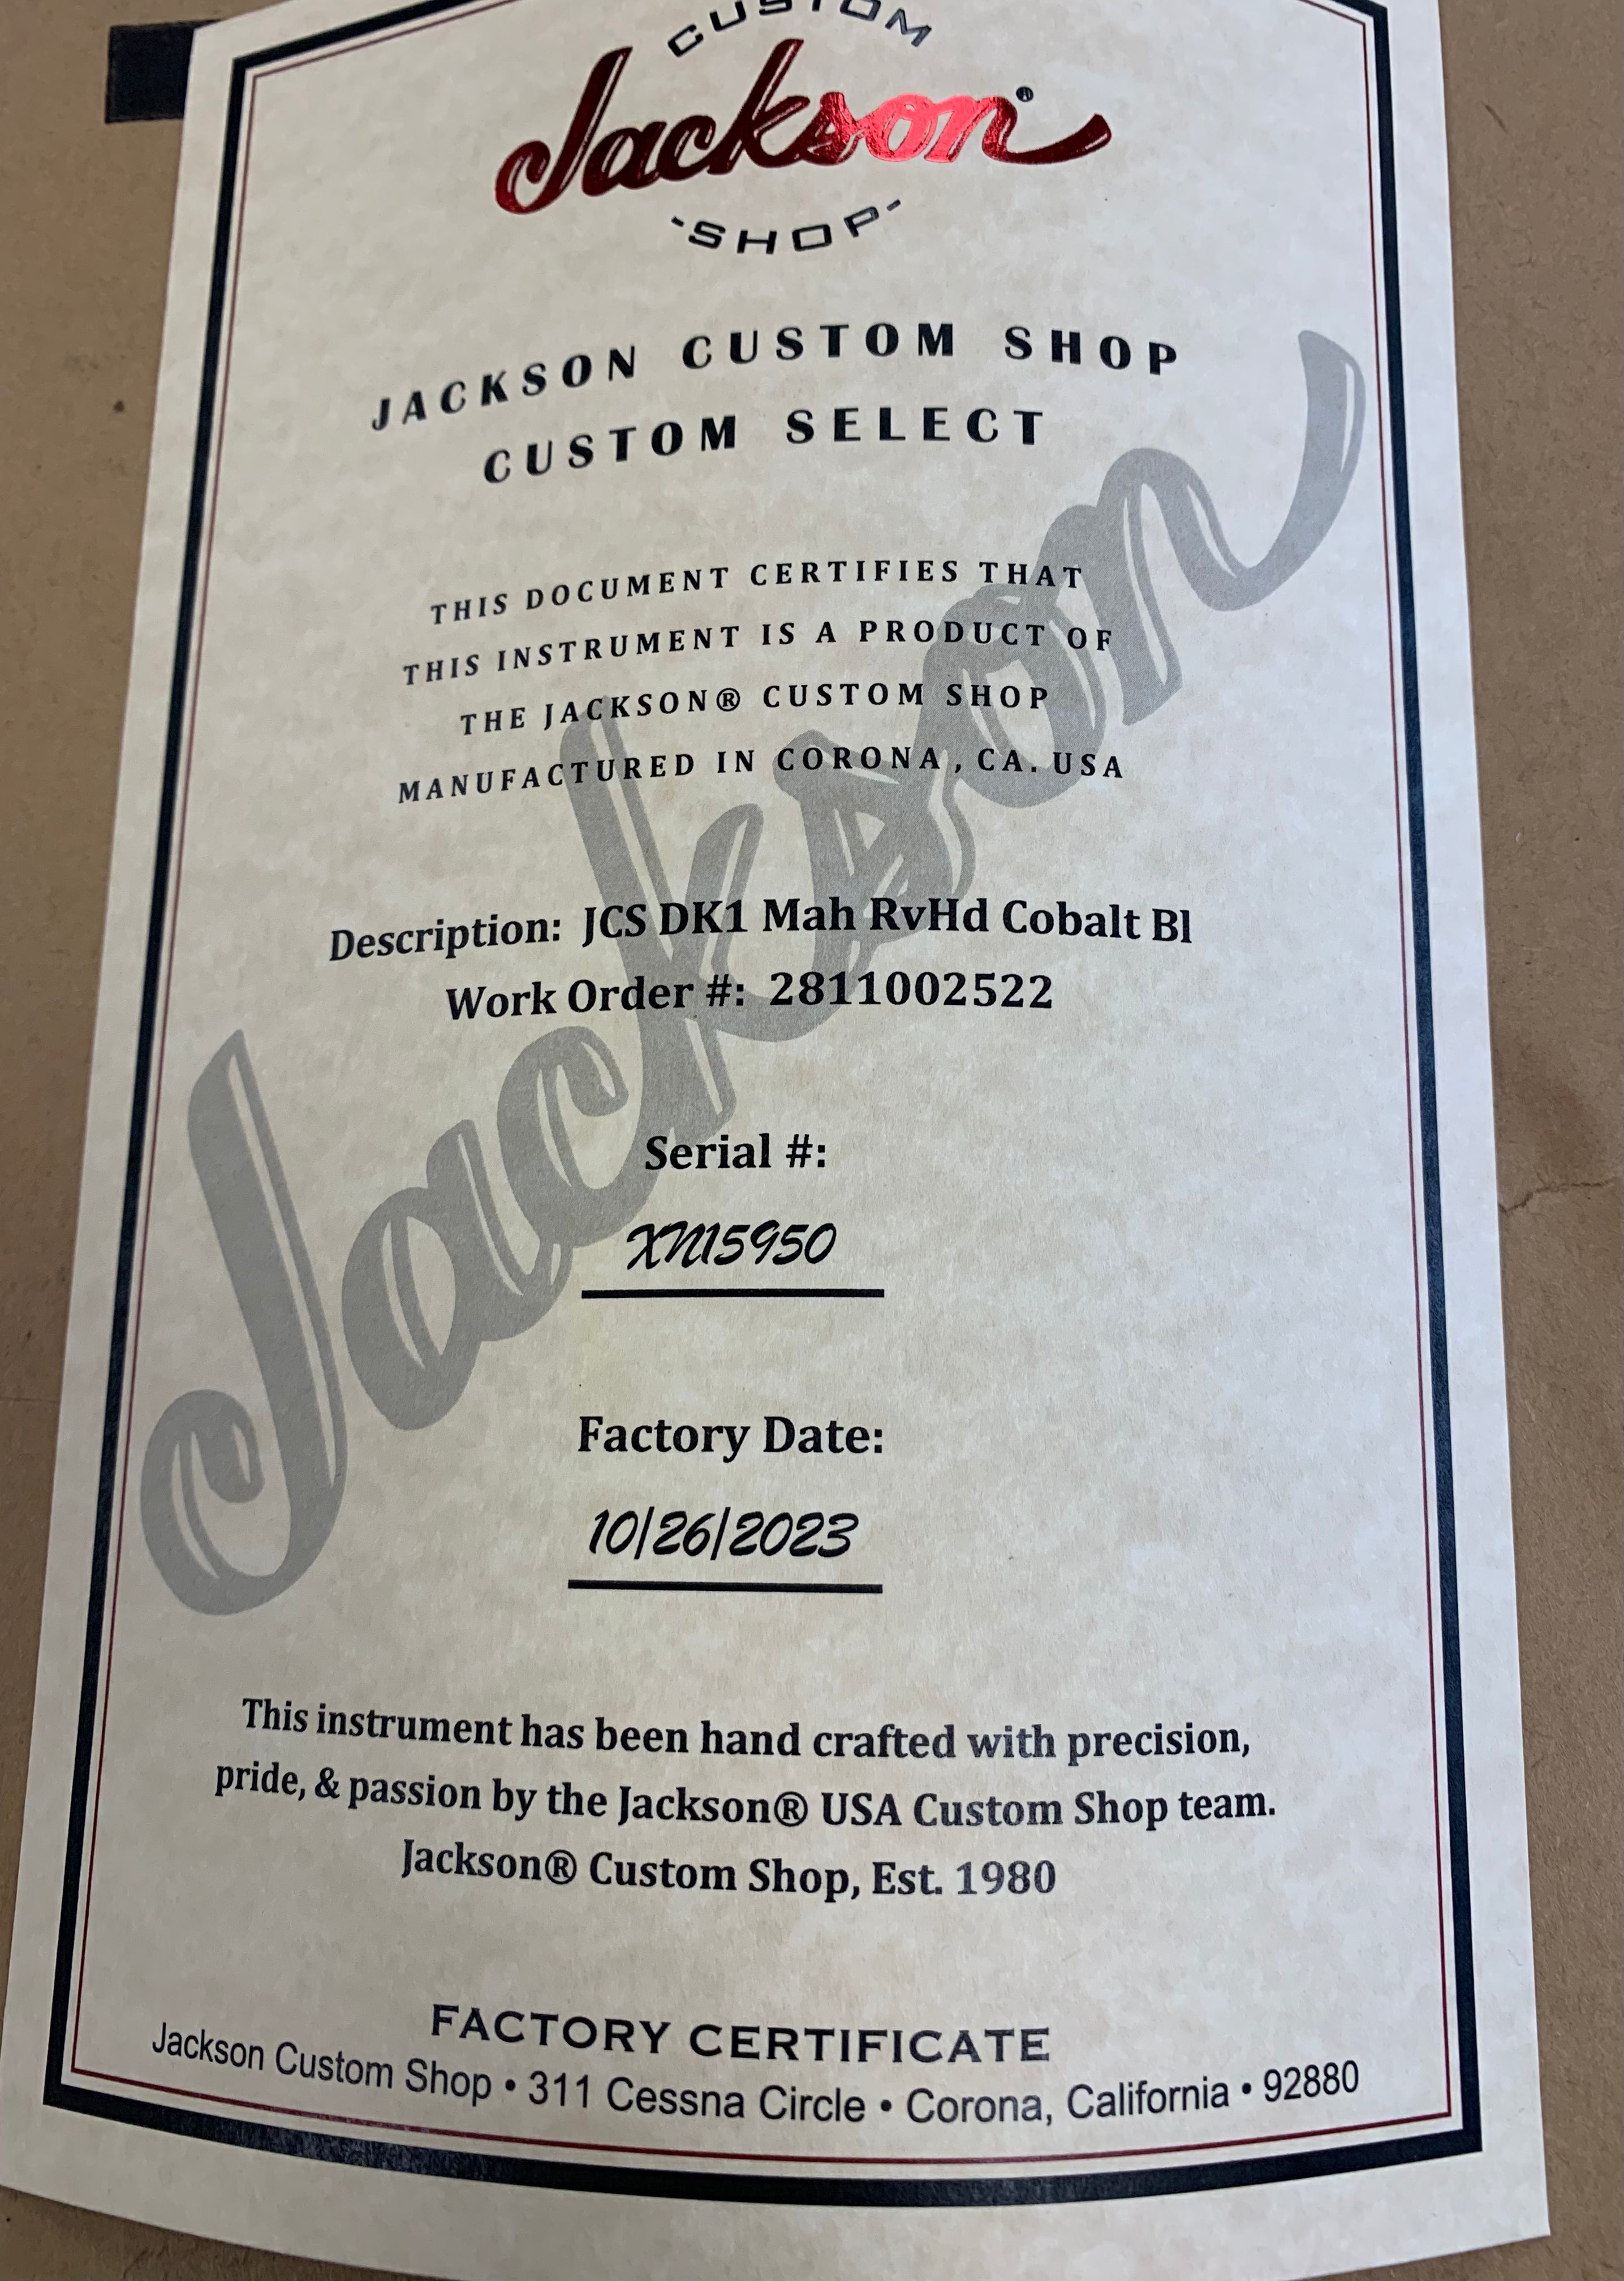 CUSTOM
Jackson®
-SHOP-
JACKSON CUSTOM SHOP
CUSTOM SELECT
THIS DOCUMENT CERTIFIES THAT
THIS INSTRUMENT IS A PRODUCT OF
THE JACKSON® CUSTOM SHOP
MANUFACTURED IN CORONA, CA. USA
Jackson
Description: JCS DK1 Mah RvHd Cobalt Bl
Work Order #: 2811002522
Serial #:
XN15950
Factory Date:
10/26/2023
This instrument has been hand crafted with precision,
pride, & passion by the Jackson® USA Custom Shop team.
Jackson® Custom Shop, Est. 1980
FACTORY CERTIFICATE
Jackson Custom Shop • 311 Cessna Circle • Corona, California • 92880